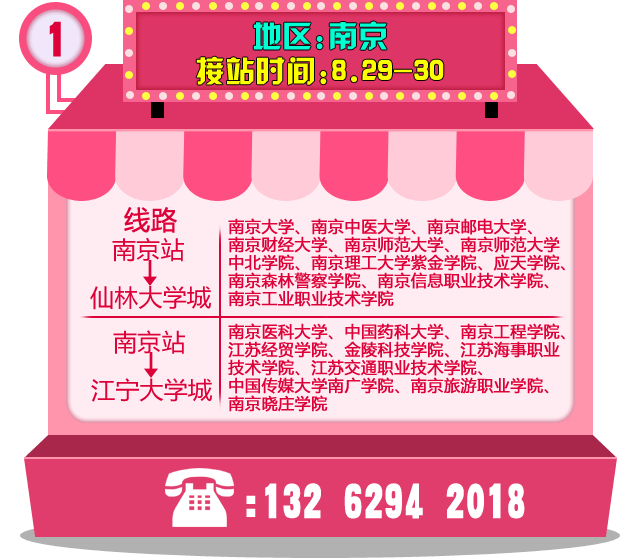 1
地区:南京
接站时间:8.29-30
线路
南京站
仙林大学城
南京大学、南京中医大学、南京邮电大学、
南京财经大学、南京师范大学、南京师范大学
中北学院、南京理工大学紫金学院、应天学院、
南京森林警察学院、南京信息职业技术学院、
南京工业职业技术学院
南京站
江宁大学城
南京医科大学、中国药科大学、南京工程学院、
江苏经贸学院、金陵科技学院、江苏海事职业
技术学院、江苏交通职业技术学院、
中国传媒大学南广学院、南京旅游职业学院、
南京晓庄学院
:132 6294 2018